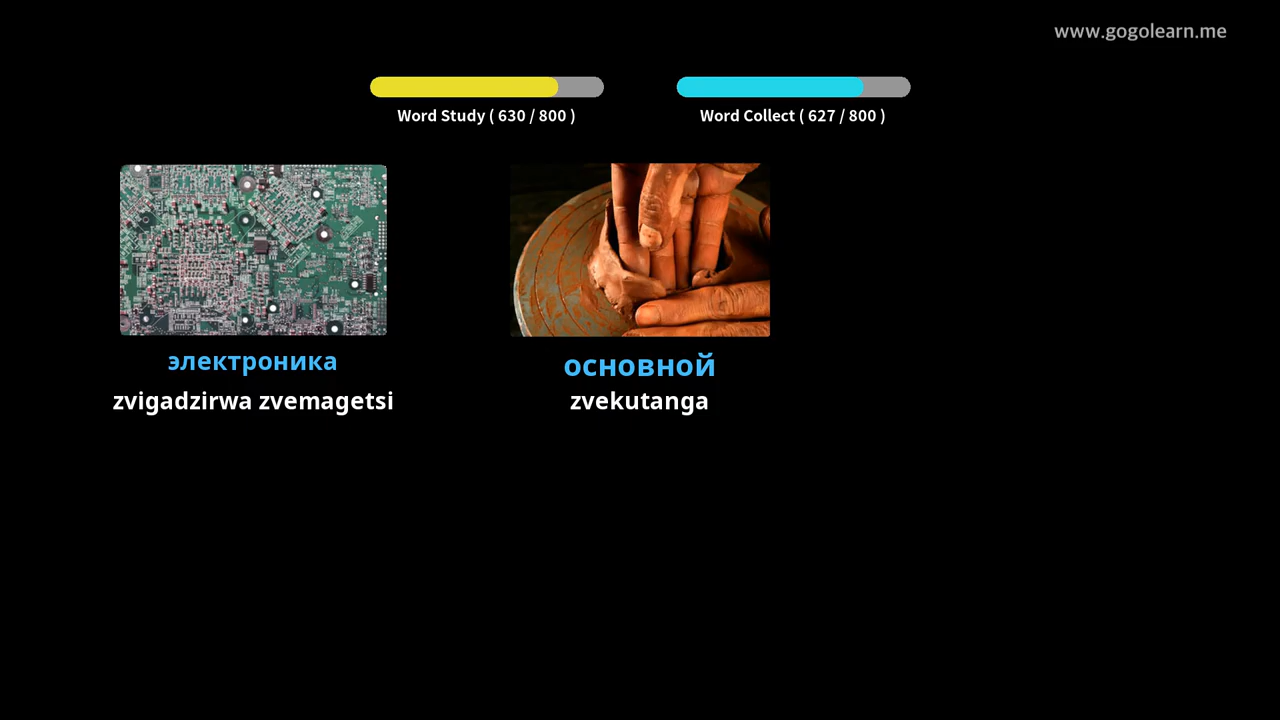 www.gogolearn.me
Word Study ( 630 / 800 )
Word Collect ( 627 / 800 )
электроника
zvigadzirwa zvemagetsi
основной
zvekutanga